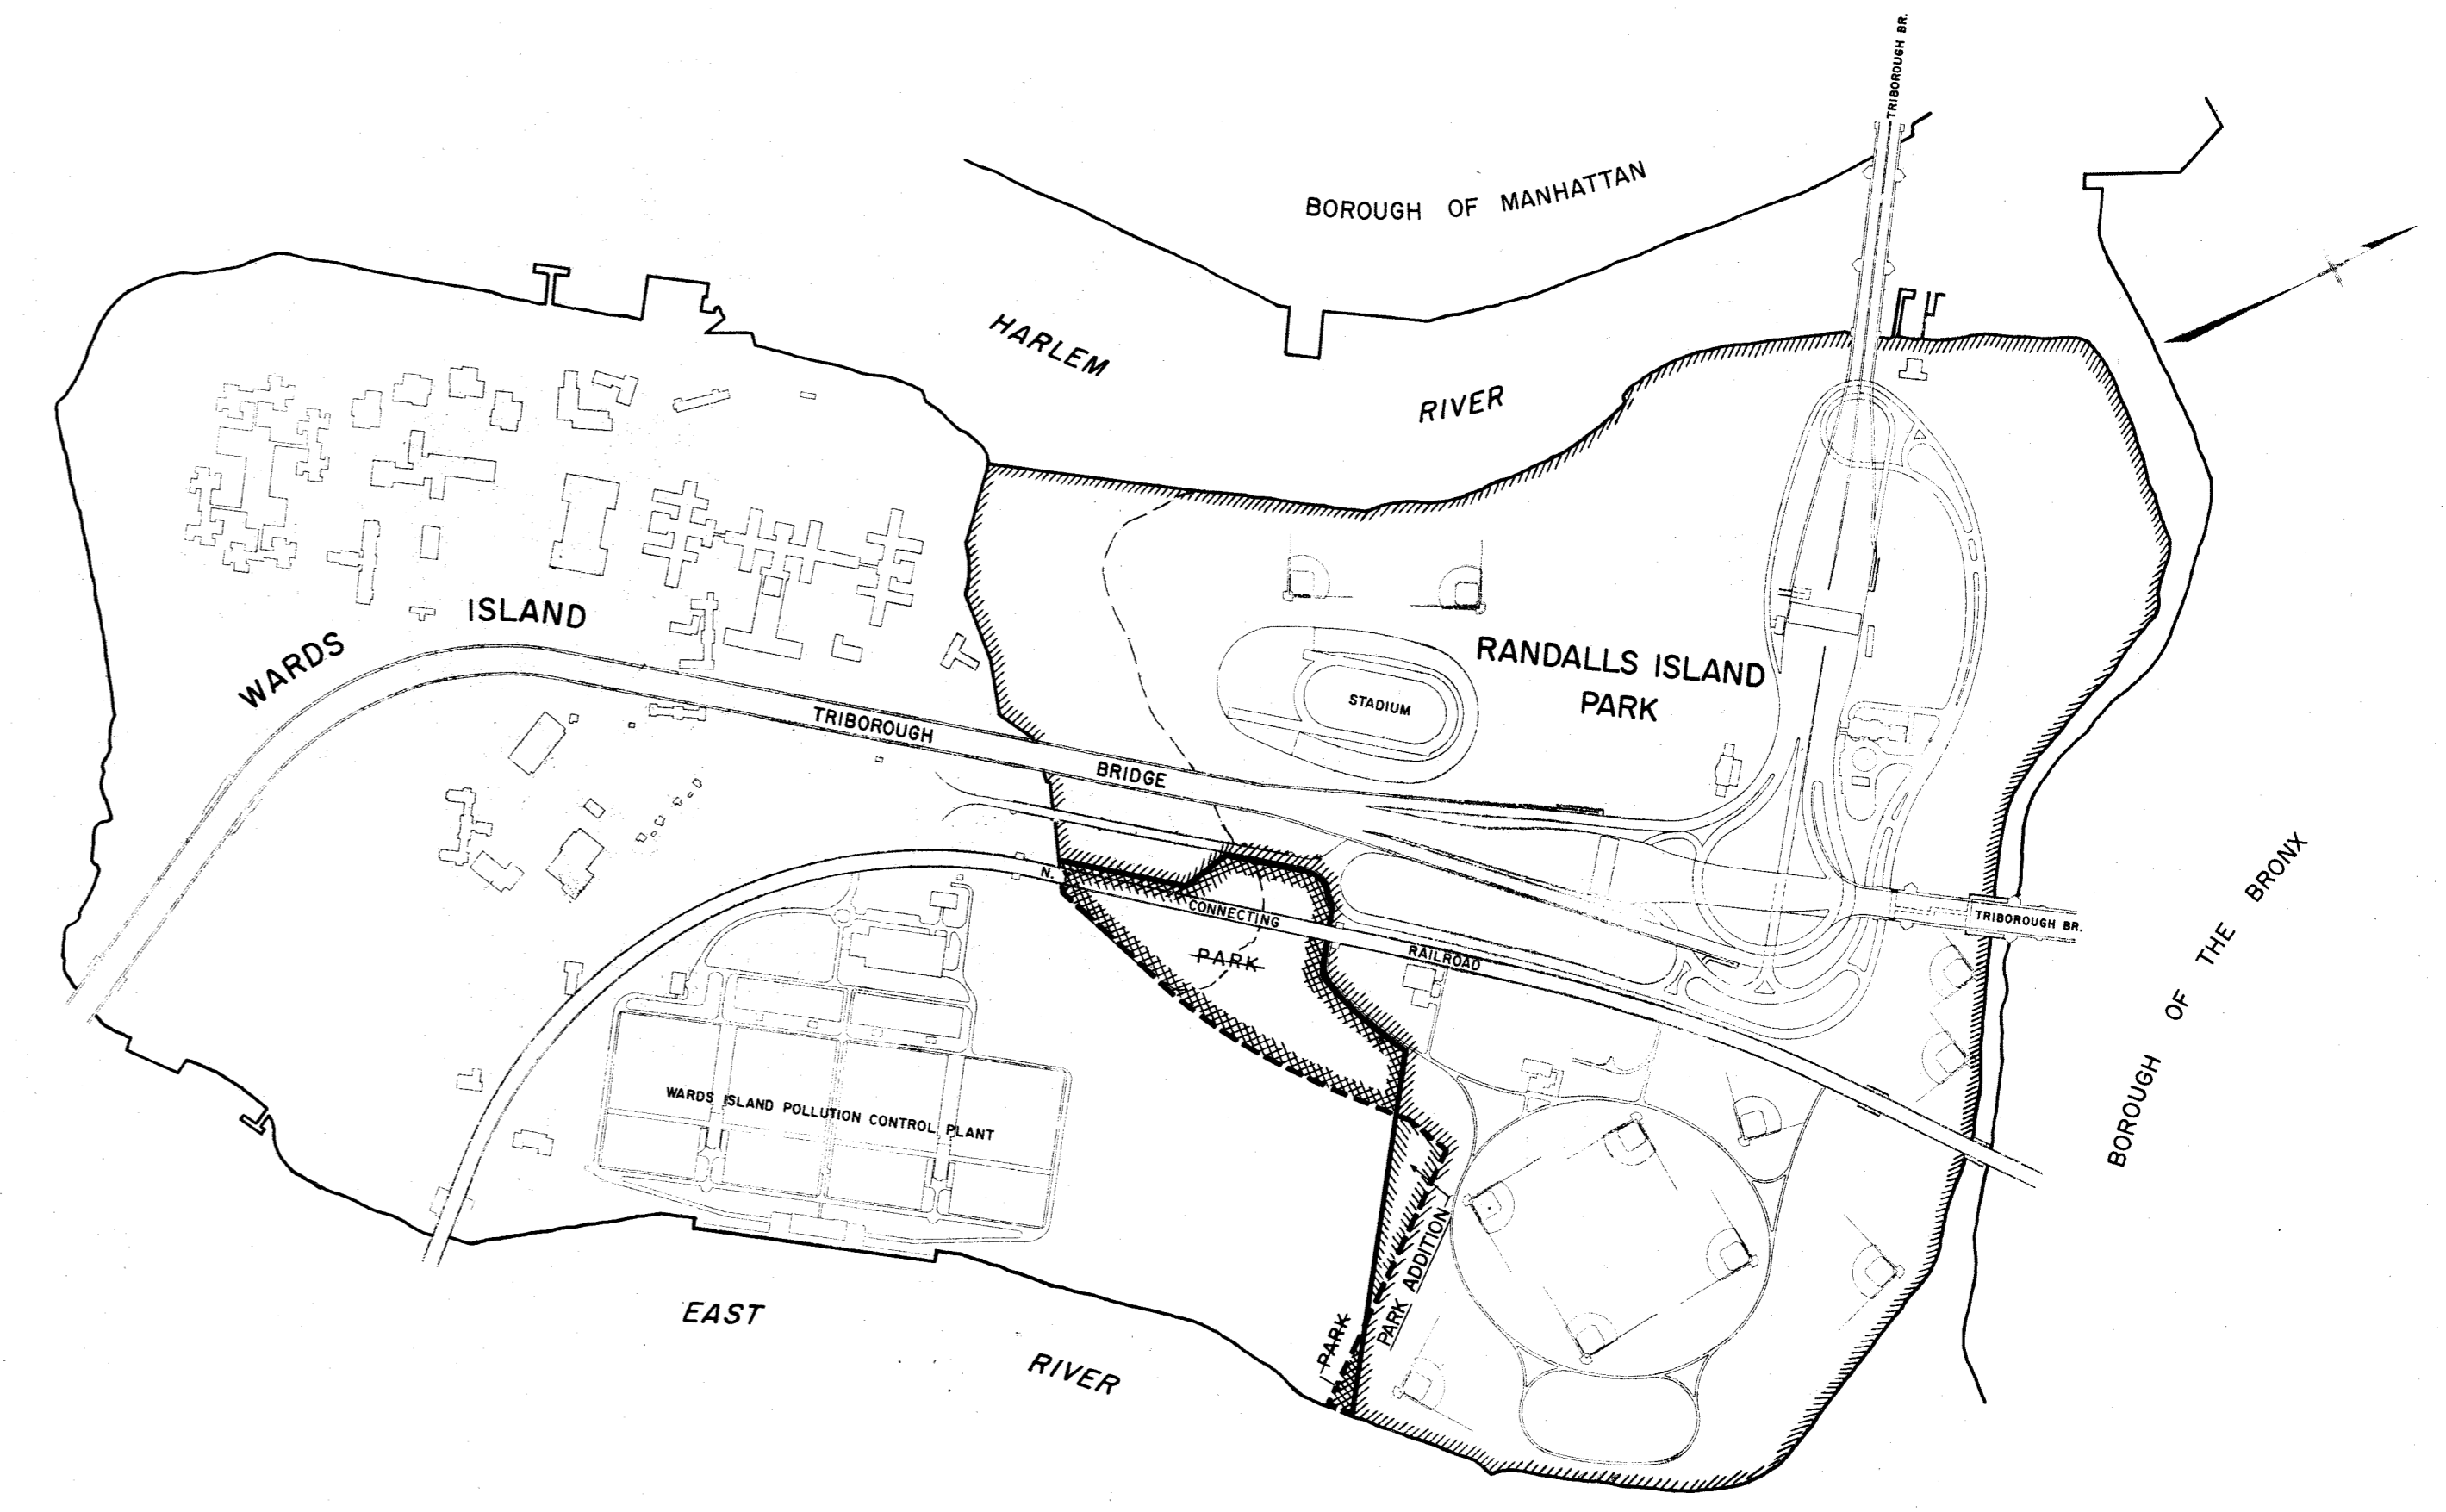 TRIBOROUGH BR.
BOROUGH OF MANHATTAN
HARLEM
RIVER
WARDS ISLAND
RANDALLS ISLAND
PARK
STADIUM
TRIBOROUGH BRIDGE
N. CONNECTING RAILROAD
PARK
TRIBOROUGH BR.
BOROUGH OF THE BRONX
WARDS ISLAND POLLUTION CONTROL PLANT
PARK ADDITION
PARK
EAST
RIVER